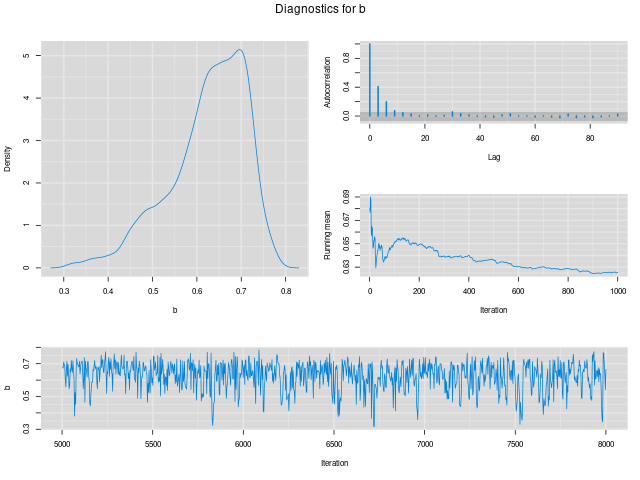 Diagnostics for b
Density
0 1 2 3 4 5
0.3 0.4 0.5 0.6 0.7 0.8
b
Autocorrelation
0.0 0.4 0.8
0 20 40 60 80
Lag
Running mean
0.63 0.65 0.67 0.69
0 200 400 600 800 1000
Iteration
b
0.3 0.5 0.7
5000 5500 6000 6500 7000 7500 8000
Iteration